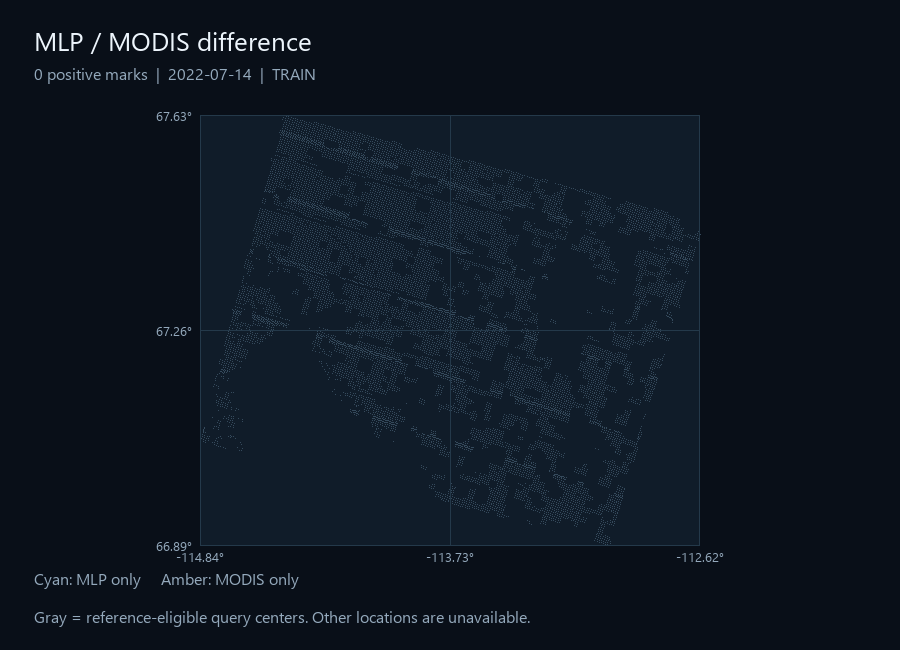 MLP / MODIS difference
0 positive marks | 2022-07-14 | TRAIN
67.63°
67.26°
66.89°
-114.84° -113.73° -112.62°
Cyan: MLP only Amber: MODIS only
Gray = reference-eligible query centers. Other locations are unavailable.